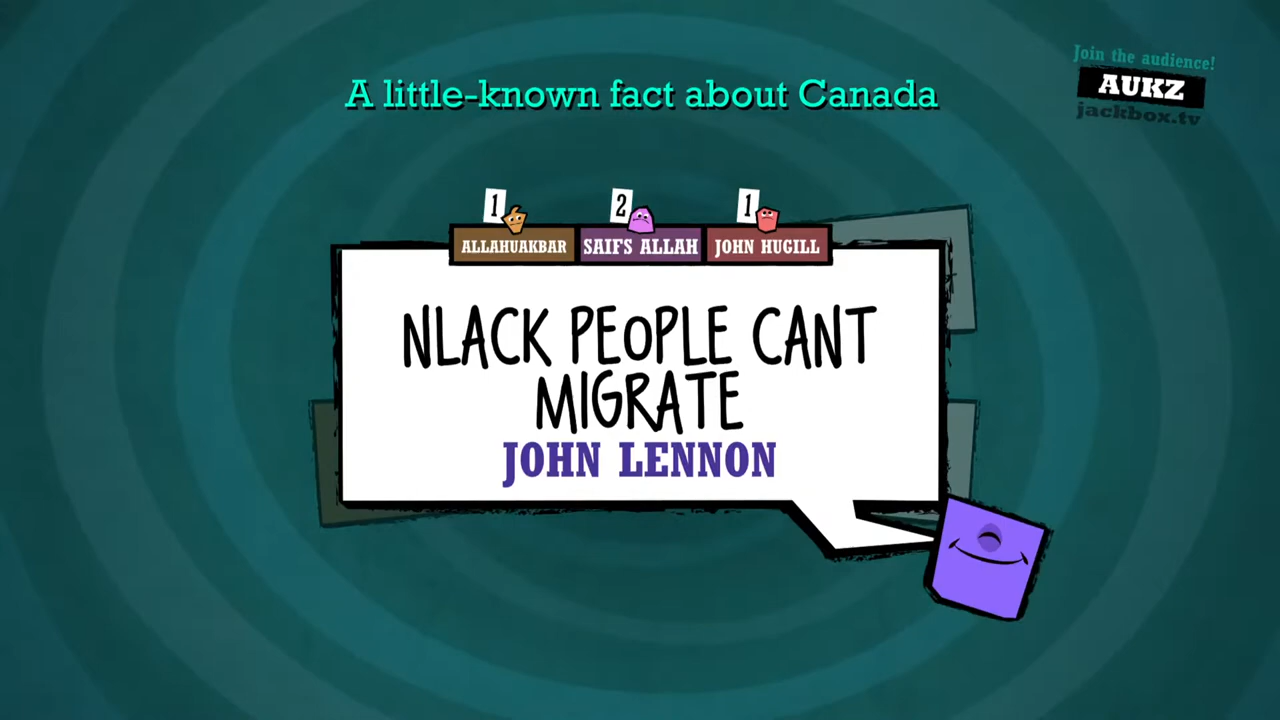 Join the audience!
AUKZ
jackbox.tv
A little-known fact about Canada
1 2 1
ALLAHUAKBAR SAIFS ALLAH JOHN HUGILL
NLACK PEOPLE CANT
MIGRATE
JOHN LENNON